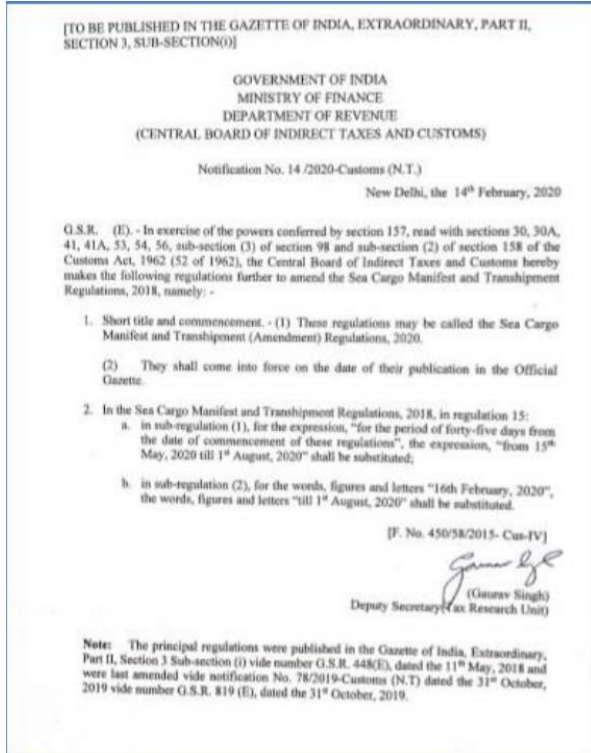 [TO BE PUBLISHED IN THE GAZETTE OF INDIA, EXTRAORDINARY, PART II,
SECTION 3, SUB-SECTION(i)]
GOVERNMENT OF INDIA
MINISTRY OF FINANCE
DEPARTMENT OF REVENUE
(CENTRAL BOARD OF INDIRECT TAXES AND CUSTOMS)
Notification No. 14 /2020-Customs (N.T.)
New Delhi, the 14th February, 2020
G.S.R. (E). - In exercise of the powers conferred by section 157, read with sections 30, 30A,
41, 41A, 53, 54, 56, sub-section (3) of section 98 and sub-section (2) of section 158 of the
Customs Act, 1962 (52 of 1962), the Central Board of Indirect Taxes and Customs hereby
makes the following regulations further to amend the Sea Cargo Manifest and Transhipment
Regulations, 2018, namely: -
1. Short title and commencement. - (1) These regulations may be called the Sea Cargo
Manifest and Transhipment (Amendment) Regulations, 2020.
(2) They shall come into force on the date of their publication in the Official
Gazette.
2. In the Sea Cargo Manifest and Transhipment Regulations, 2018, in regulation 15:
a. in sub-regulation (1), for the expression, "for the period of forty-five days from
the date of commencement of these regulations", the expression, "from 15th
May, 2020 till 1st August, 2020" shall be substituted;
b. in sub-regulation (2), for the words, figures and letters "16th February, 2020",
the words, figures and letters "till 1st August, 2020" shall be substituted.
[F. No. 450/58/2015- Cus-IV]
(Gaurav Singh)
Deputy Secretary(Tax Research Unit)
Note: The principal regulations were published in the Gazette of India, Extraordinary,
Part II, Section 3 Sub-section (i) vide number G.S.R. 448(E), dated the 11th May, 2018 and
were last amended vide notification No. 78/2019-Customs (N.T) dated the 31st October,
2019 vide number G.S.R. 819 (E), dated the 31st October, 2019.